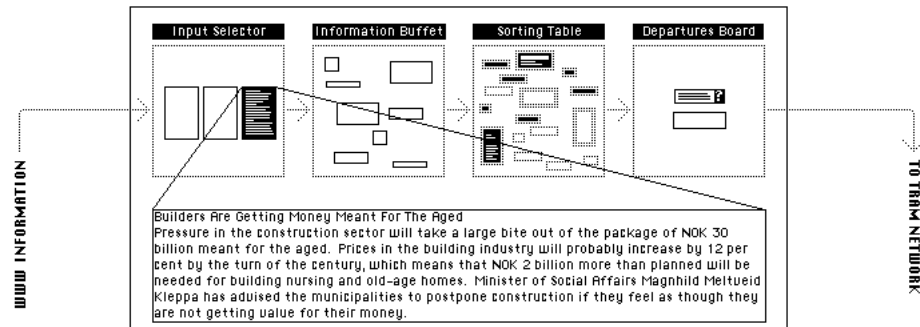 Input Selector
Information Buffet
Sorting Table
Departures Board
?
WWW INFORMATION
TO TRAM NETWORK
Builders Are Getting Money Meant For The Aged
Pressure in the construction sector will take a large bite out of the package of NOK 30
billion meant for the aged. Prices in the building industry will probably increase by 12 per
cent by the turn of the century, which means that NOK 2 billion more than planned will be
needed for building nursing and old-age homes. Minister of Social Affairs Magnhild Meltveid
Kleppa has advised the municipalities to postpone construction if they feel as though they
are not getting value for their money.